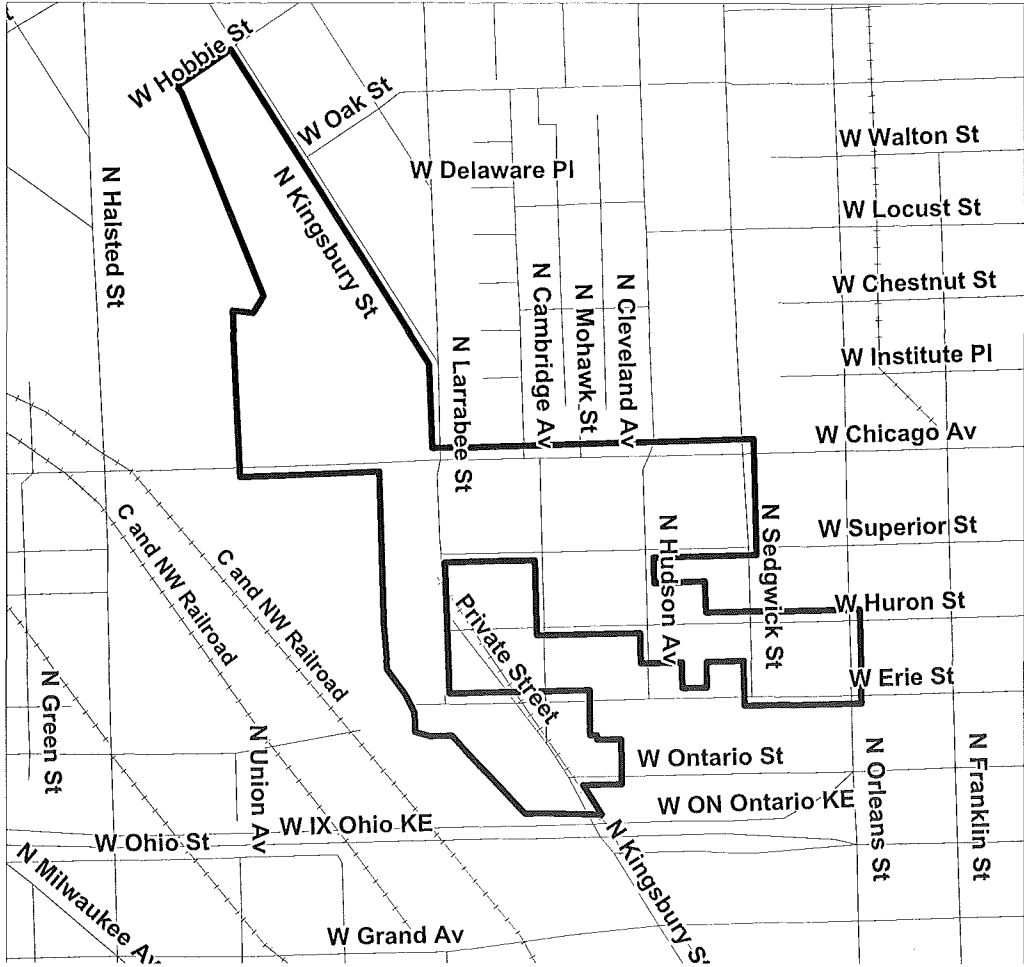 W Hobbie St
W Oak St
W Walton St
W Delaware Pl
N Halsted St
N Kingsbury St
W Locust St
W Chestnut St
N Cambridge Av
N Mohawk St
N Cleveland Av
N Larrabee St
W Institute Pl
W Chicago Av
C and NW Railroad
C and NW Railroad
N Hudson Av
N Sedgwick St
W Superior St
Private Street
W Huron St
W Erie St
N Green St
N Union Av
W Ontario St
N Orleans St
N Franklin St
W ON Ontario KE
W IX Ohio KE
W Ohio St
N Kingsbury St
N Milwaukee Av
W Grand Av